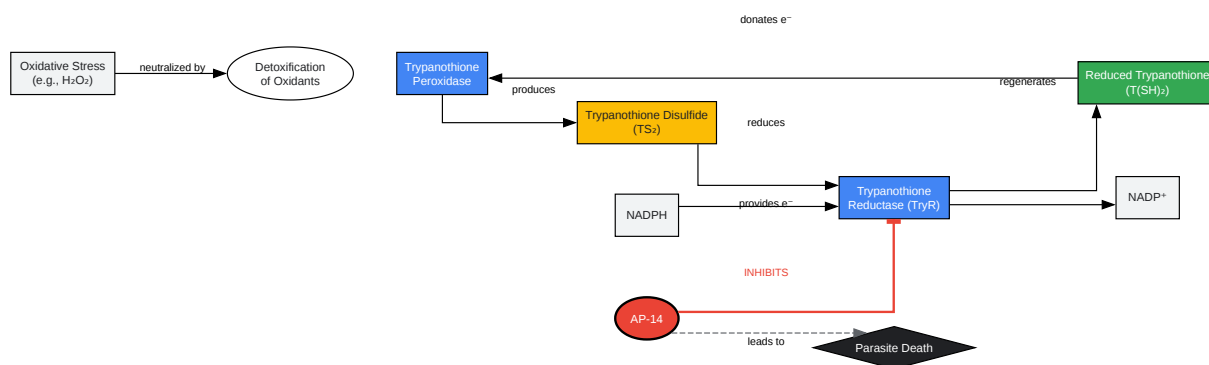 donates e⁻
Oxidative Stress
(e.g., H₂O₂)
neutralized by
Detoxification
of Oxidants
Trypanothione
Peroxidase
produces
regenerates
Reduced Trypanothione
(T(SH)₂)
Trypanothione Disulfide
(TS₂)
reduces
NADPH
provides e⁻
Trypanothione
Reductase (TryR)
NADP⁺
INHIBITS
AP-14
leads to
Parasite Death